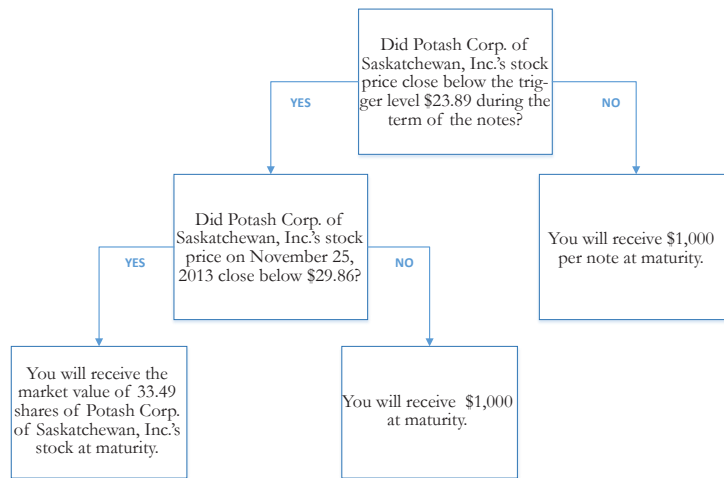 Did Potash Corp. of
Saskatchewan, Inc.'s stock
price close below the trig-
ger level $23.89 during the
term of the notes?
YES
NO
Did Potash Corp. of
Saskatchewan, Inc.'s stock
price on November 25,
2013 close below $29.86?
You will receive $1,000
per note at maturity.
YES
NO
You will receive the
market value of 33.49
shares of Potash Corp.
of Saskatchewan, Inc.'s
stock at maturity.
You will receive $1,000
at maturity.